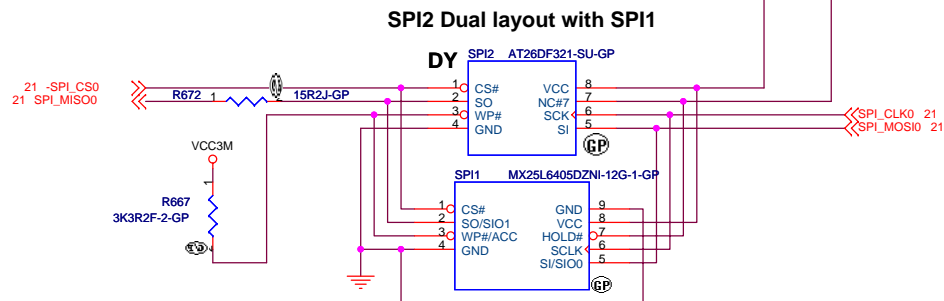 SPI2 Dual layout with SPI1
DY
SPI2 AT26DF321-SU-GP
21 -SPI_CS0
21 SPI_MISO0
R672 1
15R2J-GP
1 CS# VCC 8
2 SO NC#7 7
3 WP# SCK 6
4 GND SI 5
SPI_CLK0 21
SPI_MOSI0 21
GP
VCC3M
1
R667
3K3R2F-2-GP
SPI1 MX25L6405DZNI-12G-1-GP
1 CS# GND 9
2 SO/SIO1 VCC 8
3 WP#/ACC HOLD# 7
4 GND SCLK 6
SI/SIO0 5
GP